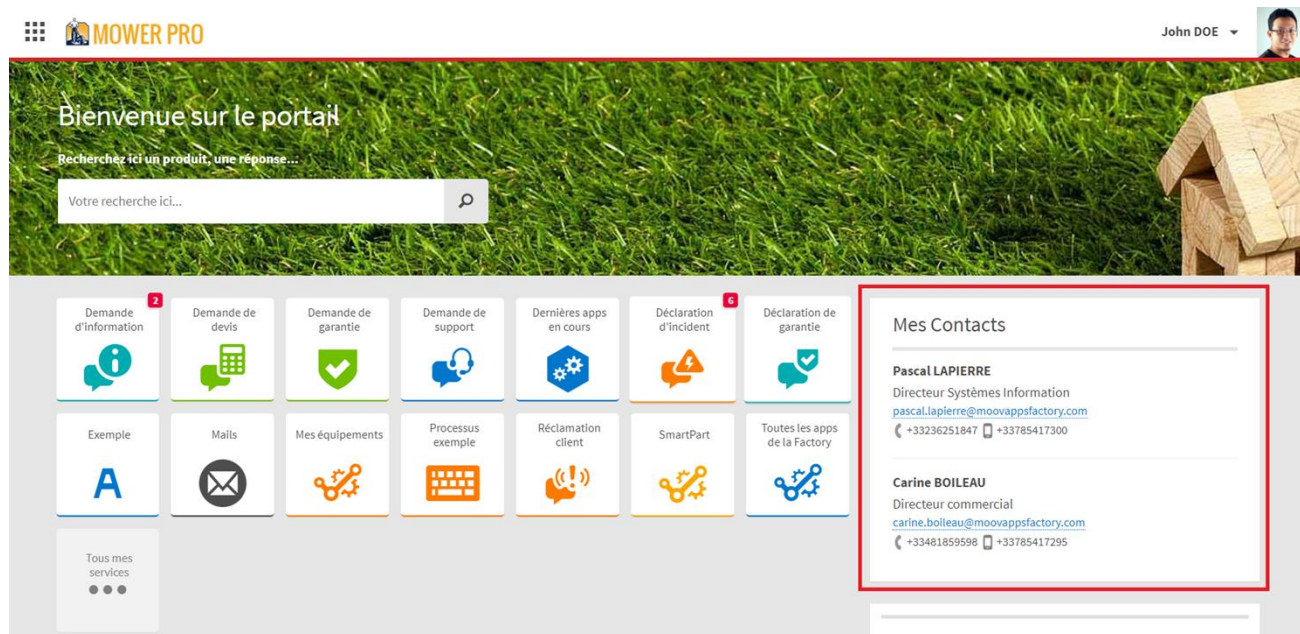 MOWER PRO
John DOE
Bienvenue sur le portail
Recherchez ici un produit, une réponse...
Votre recherche ici...
Demande d'information
2
Demande de devis
Demande de garantie
Demande de support
Dernières apps en cours
Déclaration d'incident
6
Déclaration de garantie
Exemple
A
Mails
Mes équipements
Processus exemple
Réclamation client
SmartPart
Toutes les apps de la Factory
Tous mes services
Mes Contacts
Pascal LAPIERRE
Directeur Systèmes Information
pascal.lapierre@moovappsfactory.com
+33236251847 +33785417300
Carine BOILEAU
Directeur commercial
carine.boileau@moovappsfactory.com
+33481859598 +33785417295